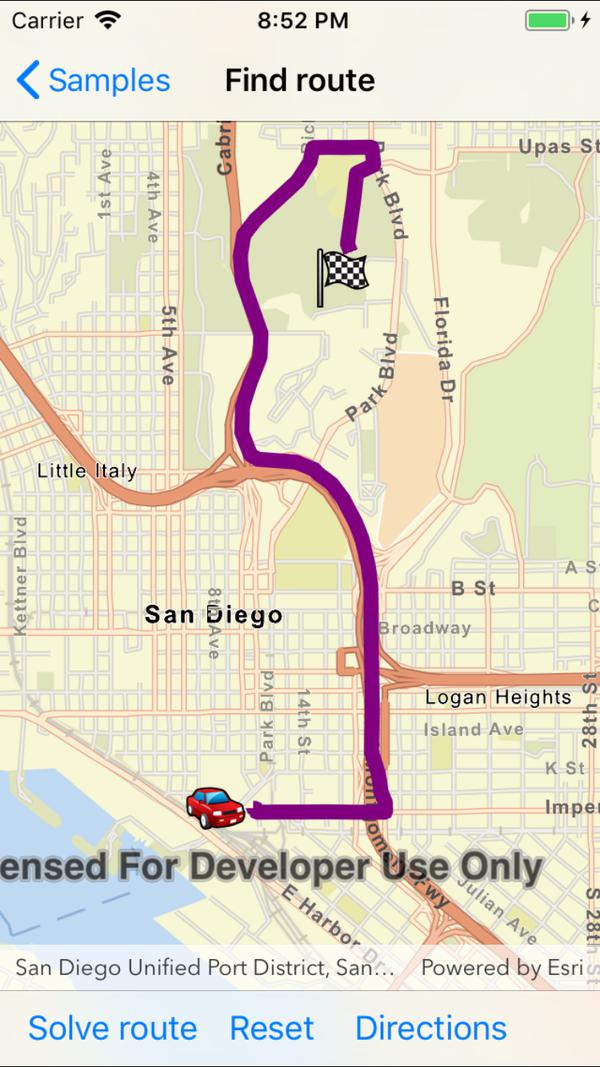 Carrier
8:52 PM
Samples
Find route
Cabri
Upas St
1st Ave
4th Ave
Park Blvd
5th Ave
Florida Dr
Park Blvd
Little Italy
Kettner Blvd
A S
B St
8th Ave
San Diego
C
Broadway
Park Blvd
14th St
Logan Heights
28th St
Island Ave
K St
Impe
ensed For Developer Use Only
E Harbor Dr
Julian Ave
S 28th St
San Diego Unified Port District, San...
Powered by Esri
Solve route
Reset
Directions